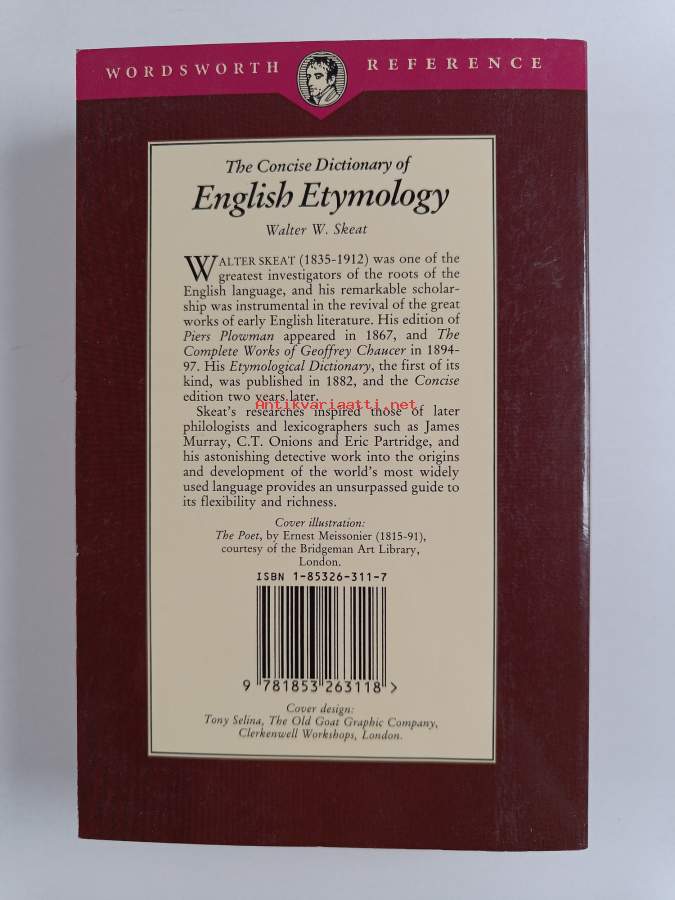 WORDSWORTH REFERENCE
The Concise Dictionary of
English Etymology
Walter W. Skeat
WALTER SKEAT (1835-1912) was one of the
greatest investigators of the roots of the
English language, and his remarkable scholar-
ship was instrumental in the revival of the great
works of early English literature. His edition of
Piers Plowman appeared in 1867, and The
Complete Works of Geoffrey Chaucer in 1894-
97. His Etymological Dictionary, the first of its
kind, was published in 1882, and the Concise
edition two years later.
Antikvariaatti.net
Skeat's researches inspired those of later
philologists and lexicographers such as James
Murray, C.T. Onions and Eric Partridge, and
his astonishing detective work into the origins
and development of the world's most widely
used language provides an unsurpassed guide to
its flexibility and richness.
Cover illustration:
The Poet, by Ernest Meissonier (1815-91),
courtesy of the Bridgeman Art Library,
London.
ISBN 1-85326-311-7
9 781853 263118 >
Cover design:
Tony Selina, The Old Goat Graphic Company,
Clerkenwell Workshops, London.